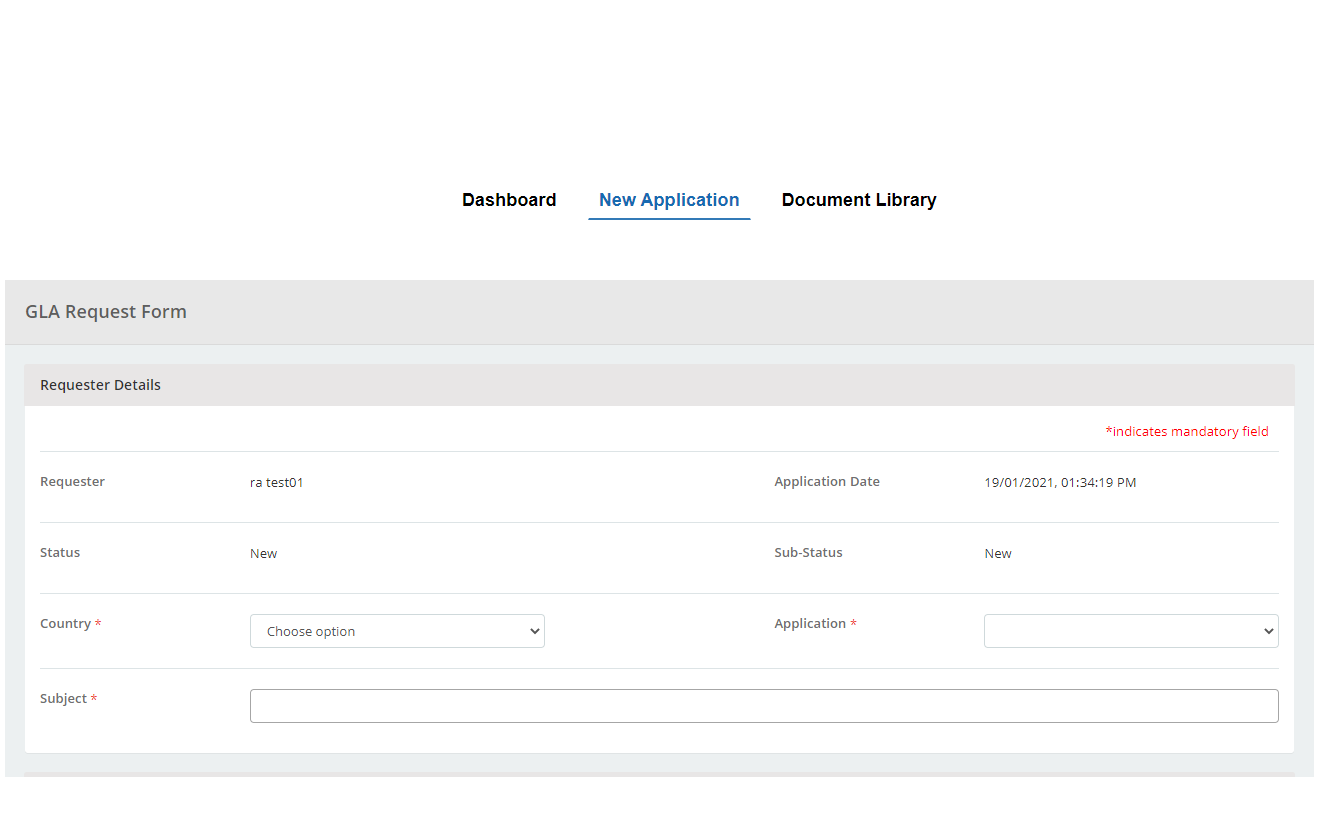 Dashboard New Application Document Library
GLA Request Form
Requester Details
*indicates mandatory field
Requester ra test01 Application Date 19/01/2021, 01:34:19 PM
Status New Sub-Status New
Country * Choose option Application *
Subject *